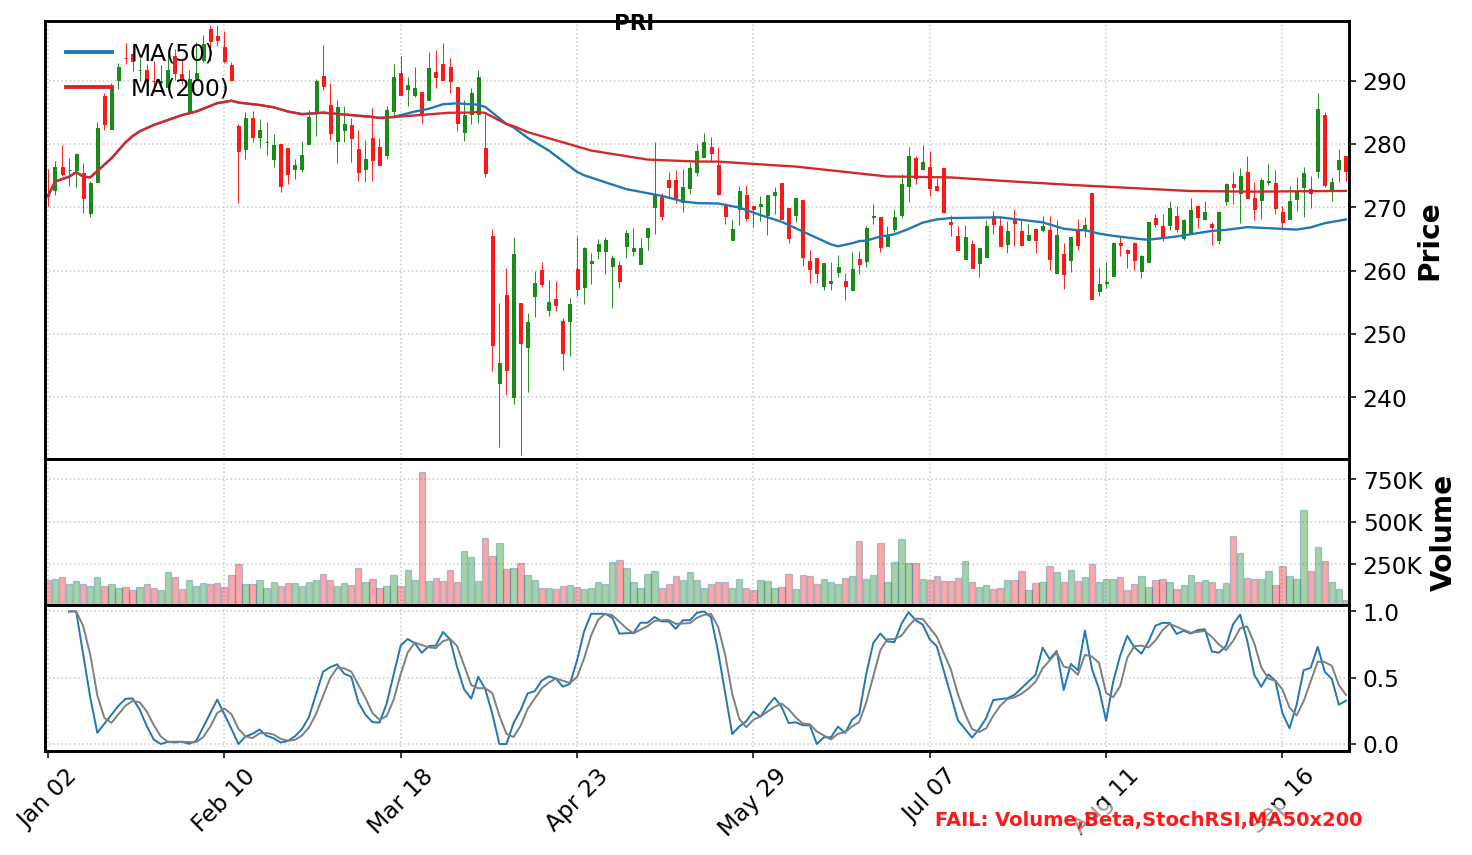 PRI
MA(50)
MA(200)
290
280
270
260
250
240
Price
750K
500K
250K
Volume
1.0
0.5
0.0
Jan 02
Feb 10
Mar 18
Apr 23
May 29
Jul 07
Aug 11
Sep 16
FAIL: Volume,Beta,StochRSI,MA50x200